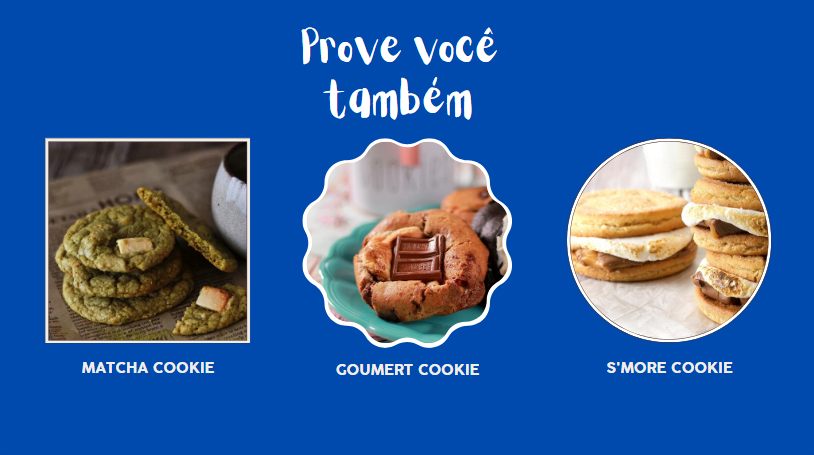 Prove você
também
MATCHA COOKIE
GOUMERT COOKIE
S'MORE COOKIE